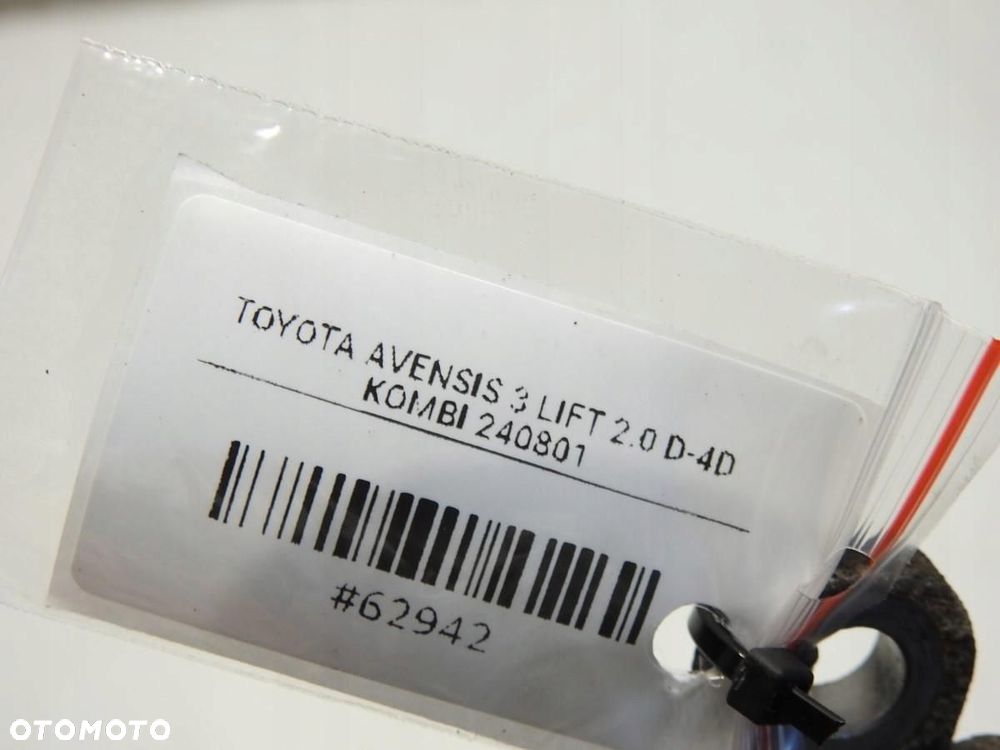 TOYOTA AVENSIS 3 LIFT 2.0 D-4D
KOMBI 240801
#62942
OTOMOTO